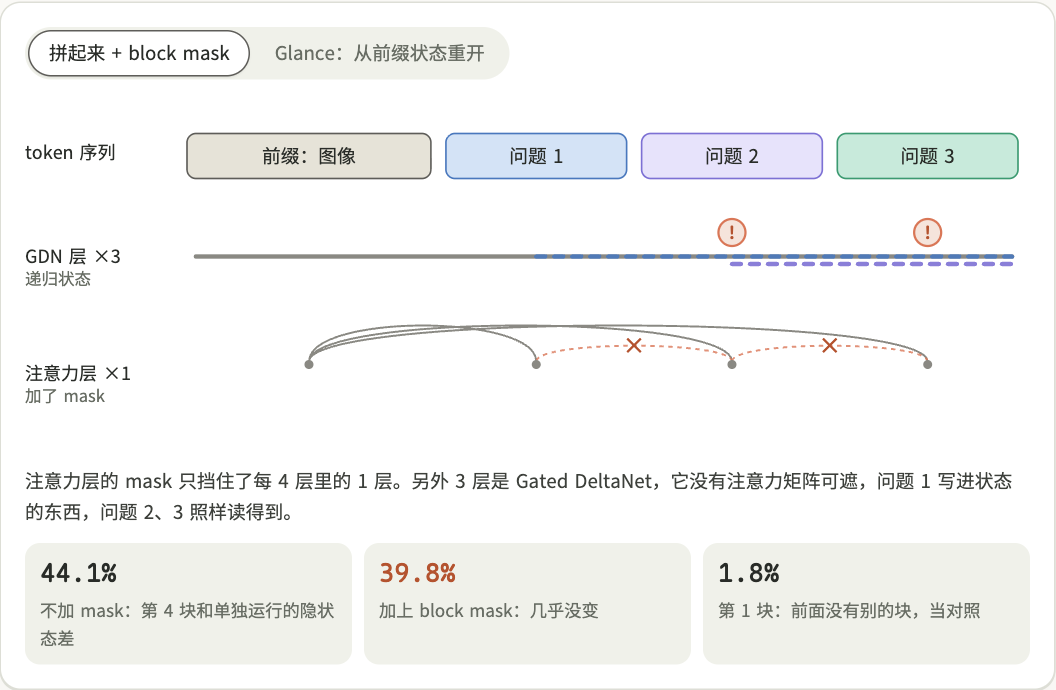 拼起来 + block mask
Glance：从前缀状态重开
token 序列
前缀：图像
问题 1
问题 2
问题 3
!
!
GDN 层 ×3
递归状态
注意力层 ×1
加了 mask
注意力层的 mask 只挡住了每 4 层里的 1 层。另外 3 层是 Gated DeltaNet，它没有注意力矩阵可遮，问题 1 写进状态
的东西，问题 2、3 照样读得到。
44.1%
不加 mask：第 4 块和单独运行的隐状
态差
39.8%
加上 block mask：几乎没变
1.8%
第 1 块：前面没有别的块，当对照